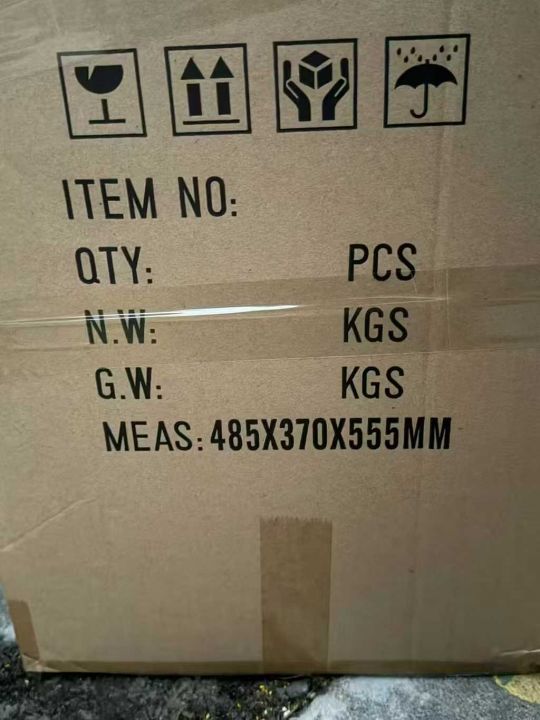 ITEM NO:
QTY: PCS
N.W: KGS
G.W: KGS
MEAS: 485X370X555MM